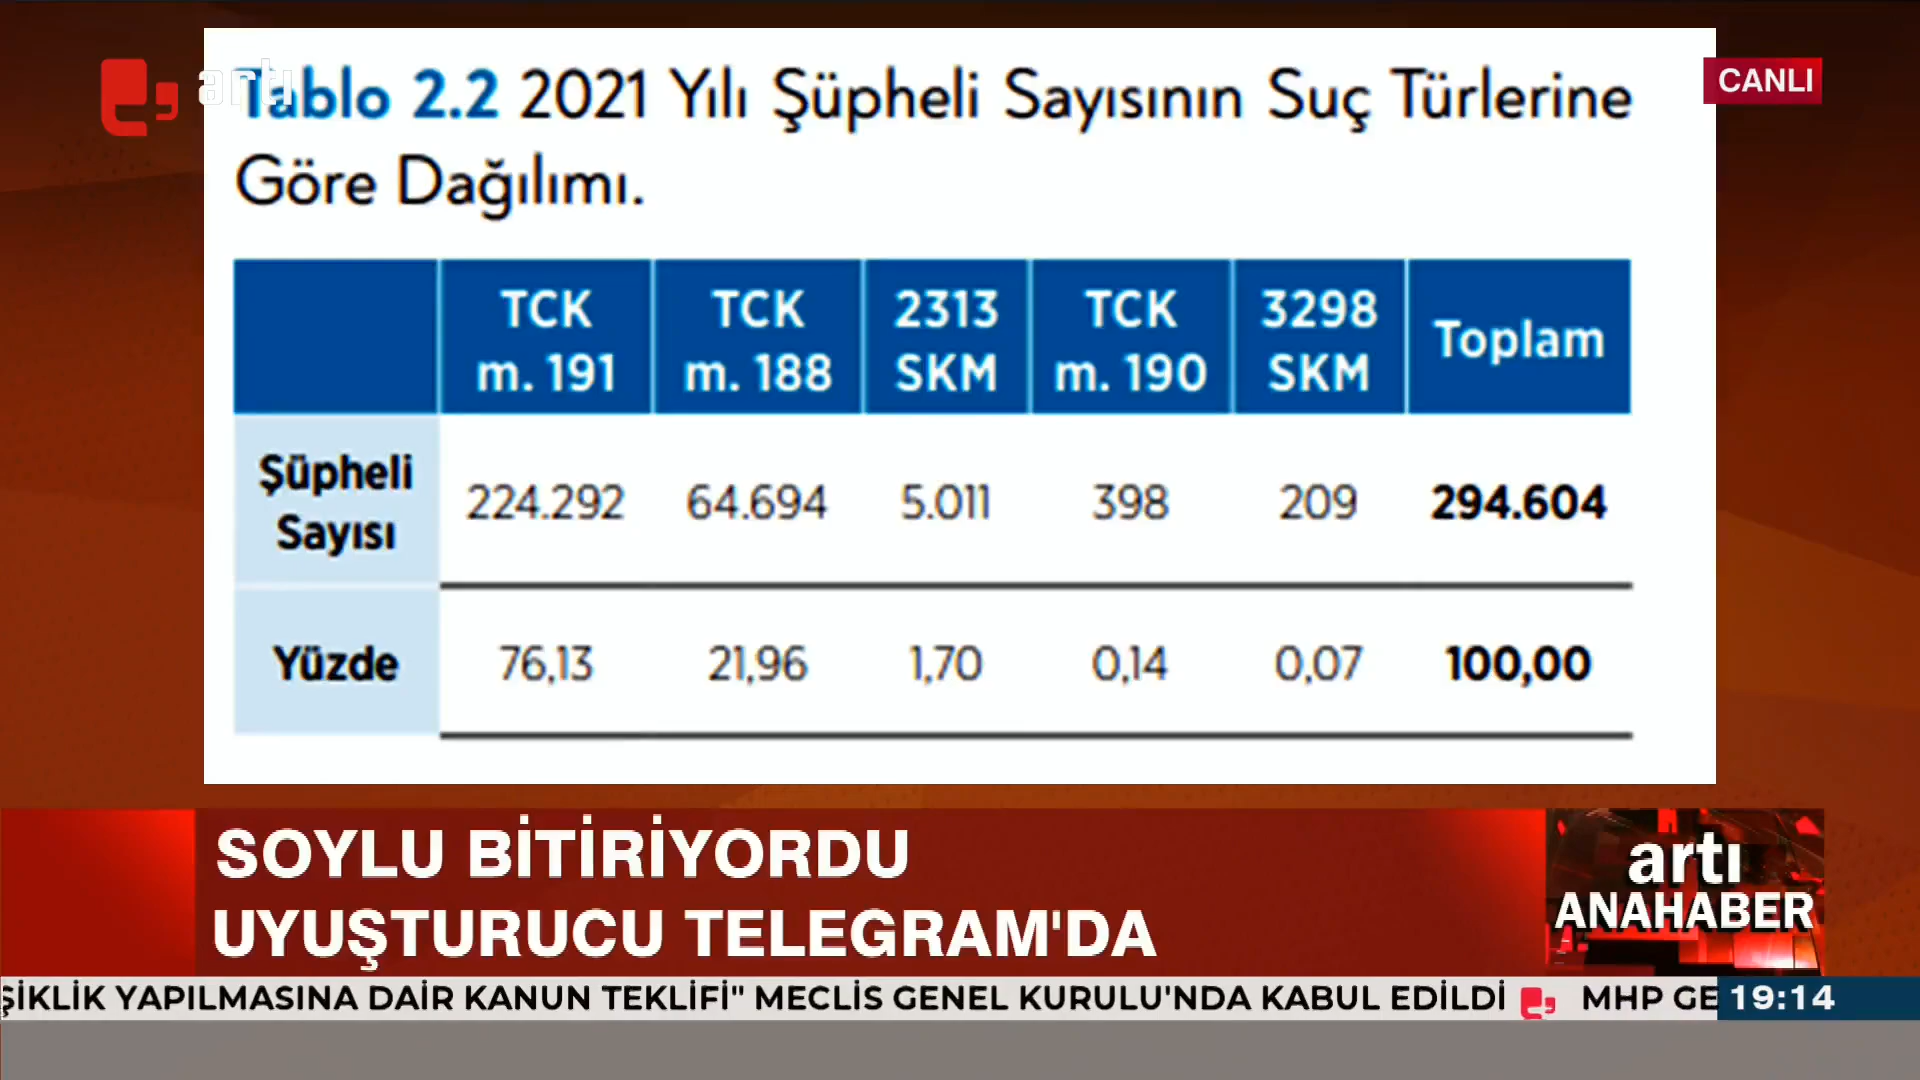 artı
Tablo 2.2 2021 Yılı Şüpheli Sayısının Suç Türlerine
Göre Dağılımı.
CANLI
TCK m. 191 TCK m. 188 2313 SKM TCK m. 190 3298 SKM Toplam
Şüpheli Sayısı 224.292 64.694 5.011 398 209 294.604
Yüzde 76,13 21,96 1,70 0,14 0,07 100,00
SOYLU BİTİRİYORDU
UYUŞTURUCU TELEGRAM'DA
artı
ANAHABER
ŞİKLİK YAPILMASINA DAİR KANUN TEKLİFİ" MECLİS GENEL KURULU'NDA KABUL EDİLDİ MHP GE 19:14